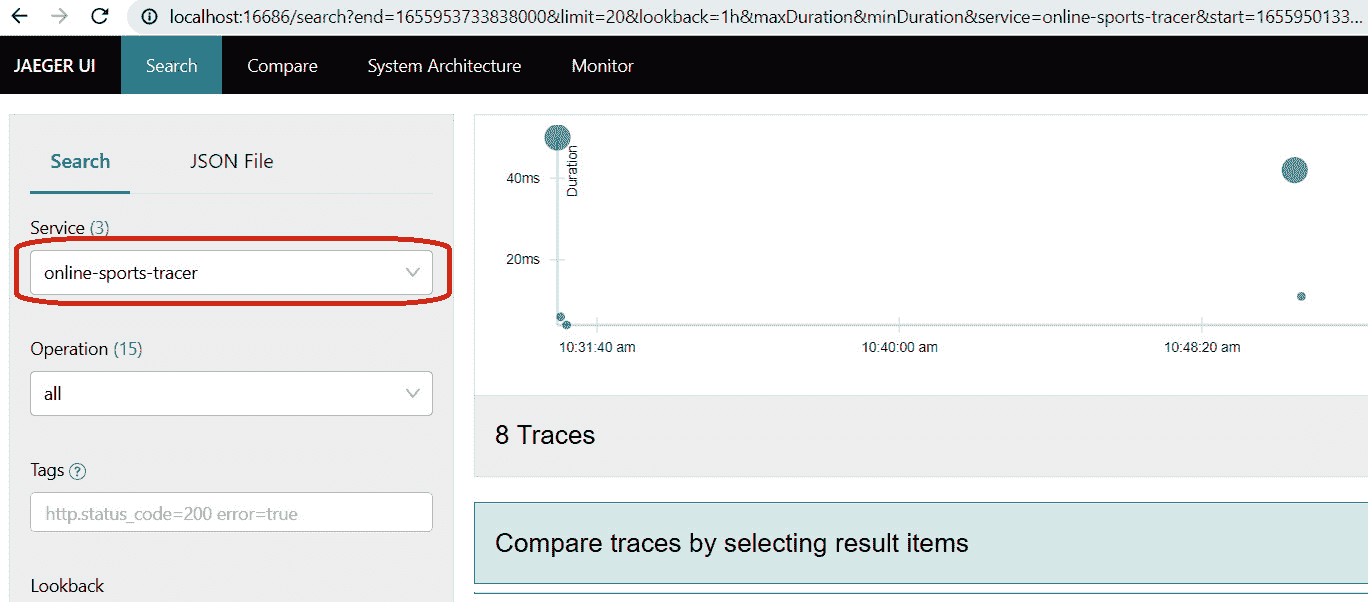 localhost:16686/search?end=1655953733838000&limit=20&lookback=1h&maxDuration&minDuration&service=online-sports-tracer&start=1655950133...
JAEGER UI Search Compare System Architecture Monitor
Search JSON File
Service (3)
online-sports-tracer
Operation (15)
all
Tags ?
http.status_code=200 error=true
Lookback
Duration
40ms
20ms
10:31:40 am 10:40:00 am 10:48:20 am
8 Traces
Compare traces by selecting result items